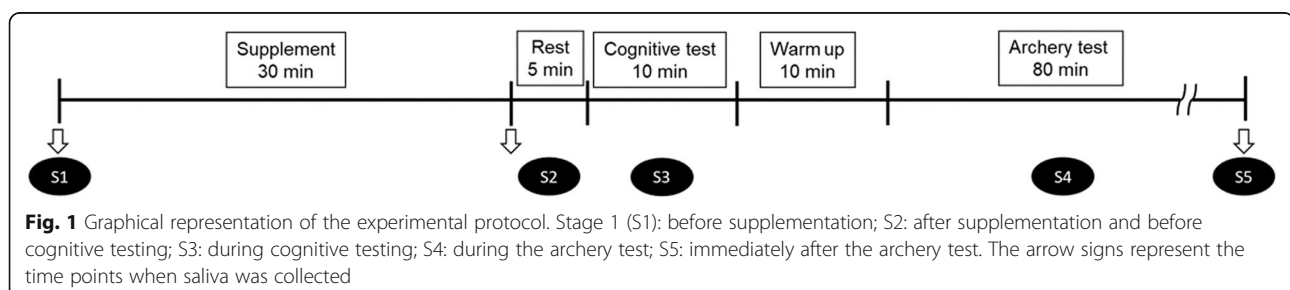 Supplement
30 min
Rest
5 min
Cognitive test
10 min
Warm up
10 min
Archery test
80 min
S1
S2
S3
S4
S5
Fig. 1 Graphical representation of the experimental protocol. Stage 1 (S1): before supplementation; S2: after supplementation and before
cognitive testing; S3: during cognitive testing; S4: during the archery test; S5: immediately after the archery test. The arrow signs represent the
time points when saliva was collected